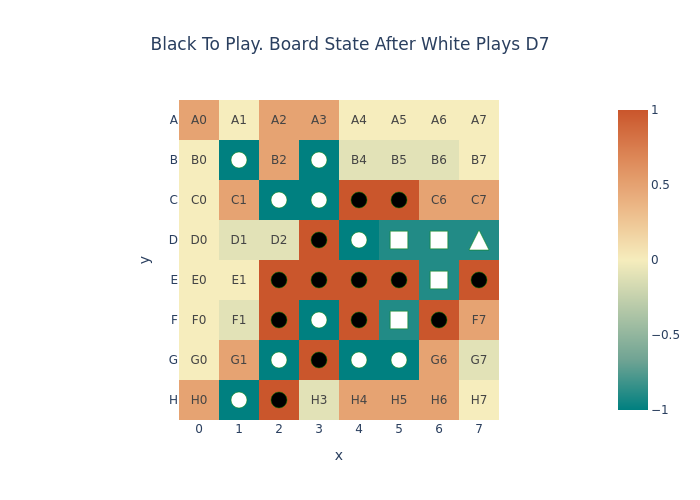 Black To Play. Board State After White Plays D7
A A0 A1 A2 A3 A4 A5 A6 A7
B B0 B2 B4 B5 B6 B7
C C0 C1 C6 C7
D D0 D1 D2
E E0 E1
F F0 F1 F7
G G0 G1 G6 G7
H H0 H3 H4 H5 H6 H7
0 1 2 3 4 5 6 7
x
y
1
0.5
0
−0.5
−1